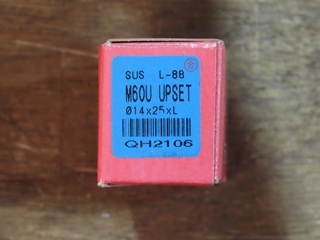 SUS L-88
M60U UPSET
Ø14x25xL
QH2106